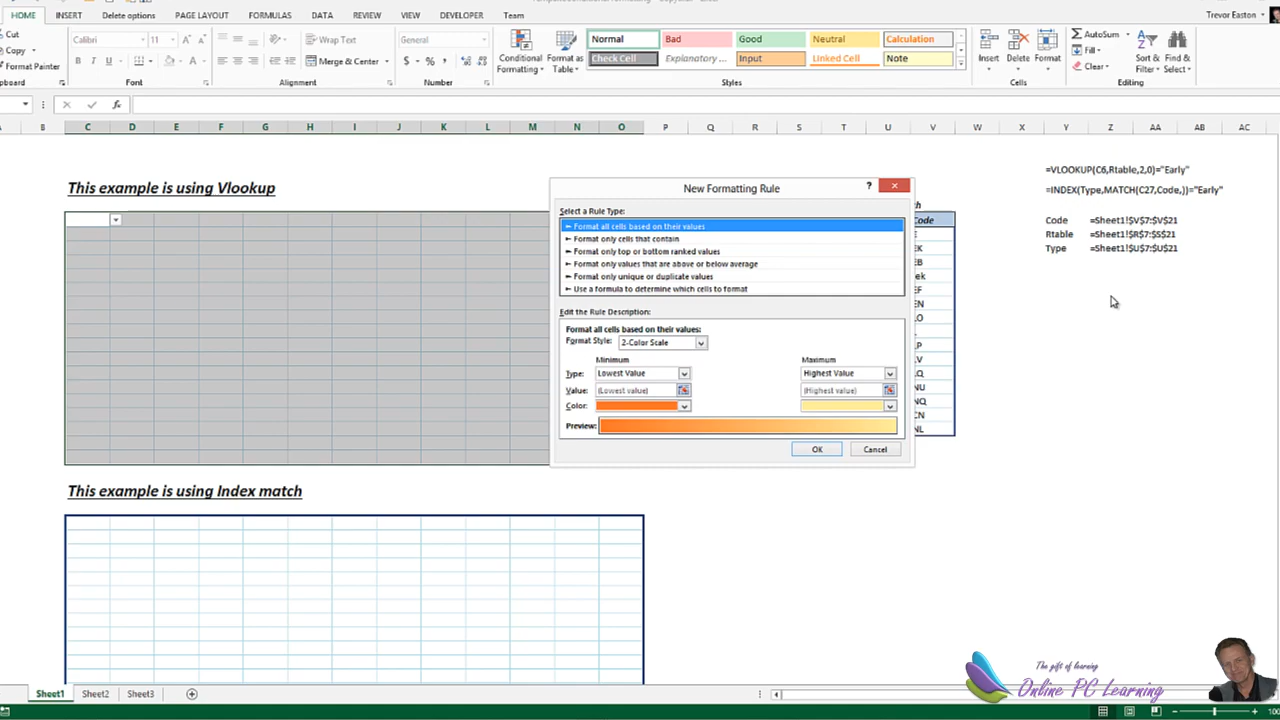 HOME INSERT Delete options PAGE LAYOUT FORMULAS DATA REVIEW VIEW DEVELOPER Team Trevor Easton
Cut
Copy
Format Painter
Calibri 11
B I U
Wrap Text
Merge & Center
General
$ % ,
Conditional Formatting
Format as Table
Normal Bad Good Neutral Calculation
Check Cell Explanatory ... Input Linked Cell Note
Insert Delete Format
AutoSum
Fill
Clear
Sort & Filter
Find & Select
pboard Font Alignment Number Styles Cells Editing
fx
B C D E F G H I J K L M N O P Q R S T U V W X Y Z AA AB AC
This example is using Vlookup
=VLOOKUP(C6,Rtable,2,0)="Early"
=INDEX(Type,MATCH(C27,Code,))="Early"
Code =Sheet1!$V$7:$V$21
Rtable =Sheet1!$R$7:$S$21
Type =Sheet1!$U$7:$U$21
New Formatting Rule
?
Select a Rule Type:
► Format all cells based on their values
► Format only cells that contain
► Format only top or bottom ranked values
► Format only values that are above or below average
► Format only unique or duplicate values
► Use a formula to determine which cells to format
Edit the Rule Description:
Format all cells based on their values:
Format Style: 2-Color Scale
Minimum Maximum
Type: Lowest Value Highest Value
Value: (Lowest value) (Highest value)
Color:
Preview:
OK Cancel
Code
This example is using Index match
Sheet1 Sheet2 Sheet3
The gift of learning
Online PC Learning
100